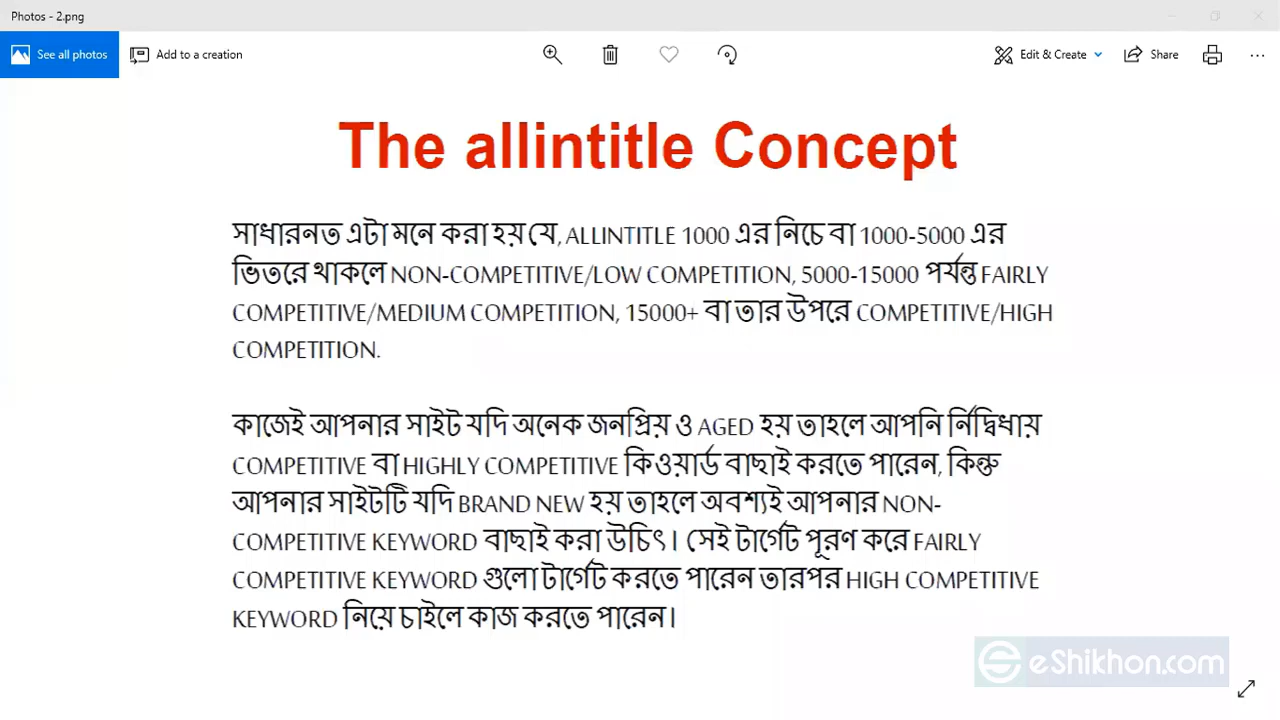 Photos - 2.png
See all photos
Add to a creation
Edit & Create
Share
The allintitle Concept
সাধারনত এটা মনে করা হয় যে, ALLINTITLE 1000 এর নিচে বা 1000-5000 এর
ভিতরে থাকলে NON-COMPETITIVE/LOW COMPETITION, 5000-15000 পর্যন্ত FAIRLY
COMPETITIVE/MEDIUM COMPETITION, 15000+ বা তার উপরে COMPETITIVE/HIGH
COMPETITION.
কাজেই আপনার সাইট যদি অনেক জনপ্রিয় ও AGED হয় তাহলে আপনি র্নিদ্বিধায়
COMPETITIVE বা HIGHLY COMPETITIVE কিওয়ার্ড বাছাই করতে পারেন, কিন্তু
আপনার সাইটটি যদি BRAND NEW হয় তাহলে অবশ্যই আপনার NON-
COMPETITIVE KEYWORD বাছাই করা উচিৎ। সেই টার্গেট পূরণ করে FAIRLY
COMPETITIVE KEYWORD গুলো টার্গেট করতে পারেন তারপর HIGH COMPETITIVE
KEYWORD নিয়ে চাইলে কাজ করতে পারেন।
eShikhon.com